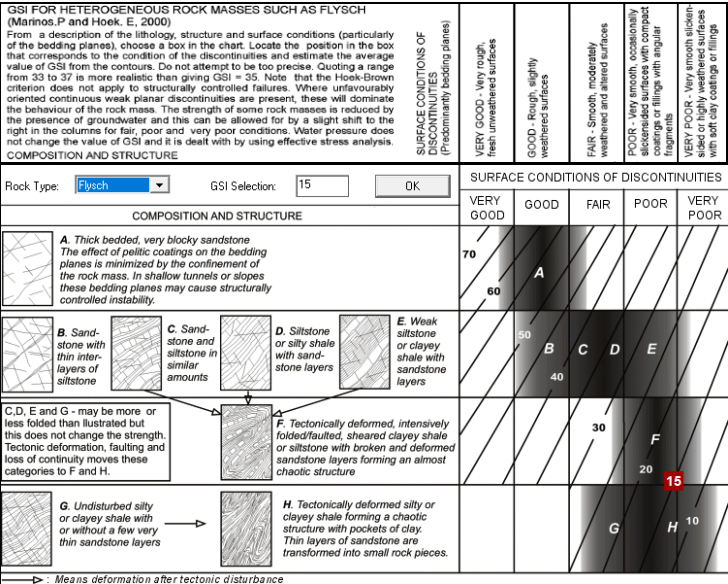 GSI FOR HETEROGENEOUS ROCK MASSES SUCH AS FLYSCH
(Marinos.P and Hoek. E, 2000)
From a description of the lithology, structure and surface conditions (particularly
of the bedding planes), choose a box in the chart. Locate the position in the box
that corresponds to the condition of the discontinuities and estimate the average
value of GSI from the contours. Do not attempt to be too precise. Quoting a range
from 33 to 37 is more realistic than giving GSI = 35. Note that the Hoek-Brown
criterion does not apply to structurally controlled failures. Where unfavourably
oriented continuous weak planar discontinuities are present, these will dominate
the behaviour of the rock mass. The strength of some rock masses is reduced by
the presence of groundwater and this can be allowed for by a slight shift to the
right in the columns for fair, poor and very poor conditions. Water pressure does
not change the value of GSI and it is dealt with by using effective stress analysis.
COMPOSITION AND STRUCTURE
SURFACE CONDITIONS OF
DISCONTINUITIES
(Predominantly bedding planes)
VERY GOOD - Very rough,
fresh unweathered surfaces
GOOD - Rough, slightly
weathered surfaces
FAIR - Smooth, moderately
weathered and altered surfaces
POOR - Very smooth, occasionally
slickensided surfaces with compact
coatings or fillings with angular
fragments
VERY POOR - Very smooth slicken-
sided or highly weathered surfaces
with soft clay coatings or fillings
Rock Type:
Flysch
GSI Selection:
15
OK
SURFACE CONDITIONS OF DISCONTINUITIES
COMPOSITION AND STRUCTURE
VERY
GOOD
GOOD
FAIR
POOR
VERY
POOR
A. Thick bedded, very blocky sandstone
The effect of pelitic coatings on the bedding
planes is minimized by the confinement of
the rock mass. In shallow tunnels or slopes
these bedding planes may cause structurally
controlled instability.
70
60
A
B. Sand-
stone with
thin inter-
layers of
siltstone
C. Sand-
stone and
siltstone in
similar
amounts
D. Siltstone
or silty shale
with sand-
stone layers
E. Weak
siltstone
or clayey
shale with
sandstone
layers
50
B
C
D
E
40
C,D, E and G - may be more or
less folded than llustrated but
this does not change the strength.
Tectonic deformation, faulting and
loss of continuity moves these
categories to F and H.
F. Tectonically deformed, intensively
folded/faulted, sheared clayey shale
or siltstone with broken and deformed
sandstone layers forming an almost
chaotic structure
30
F
20
15
G. Undisturbed silty
or clayey shale with
or without a few very
thin sandstone layers
H. Tectonically deformed silty or
clayey shale forming a chaotic
structure with pockets of clay.
Thin layers of sandstone are
transformed into small rock pieces.
G
H
10
: Means deformation after tectonic disturbance